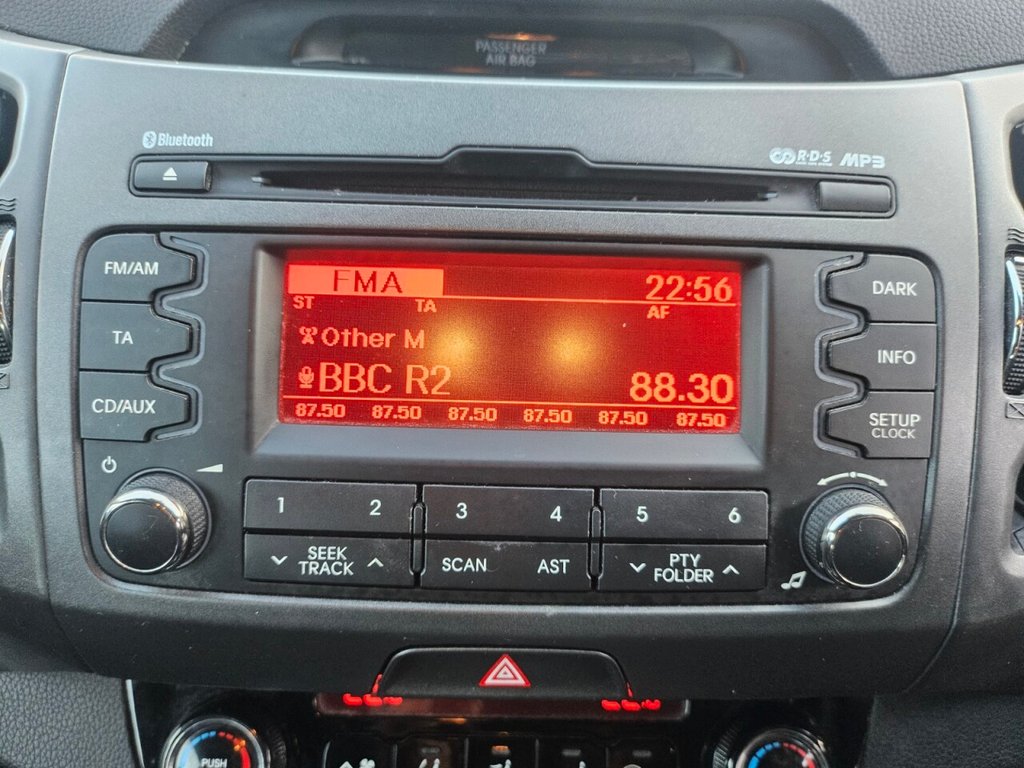 PASSENGER
AIR BAG
Bluetooth
R·D·S MP3
FM/AM
TA
CD/AUX
FMA 22:56
ST TA AF
Other M
BBC R2 88.30
87.50 87.50 87.50 87.50 87.50 87.50
DARK
INFO
SETUP
CLOCK
1 2 3 4 5 6
SEEK
TRACK
SCAN AST
PTY
FOLDER
PUSH